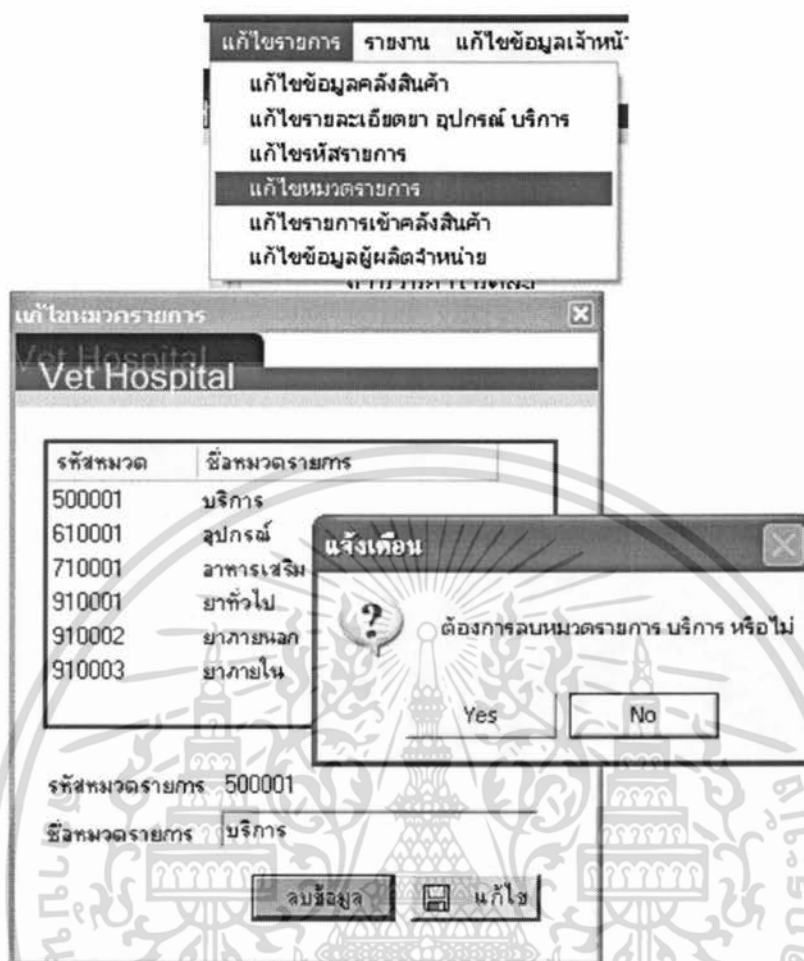 แก้ไขรายการ รายงาน แก้ไขข้อมูลเจ้าหน้า
แก้ไขข้อมูลคลังสินค้า
แก้ไขรายละเอียดยา อุปกรณ์ บริการ
แก้ไขรหัสรายการ
แก้ไขหมวดรายการ
แก้ไขรายการเข้าคลังสินค้า
แก้ไขข้อมูลผู้ผลิตจำหน่าย
แก้ไขหมวดรายการ
Vet Hospital
Vet Hospital
รหัสหมวด ชื่อหมวดรายการ
500001 บริการ
610001 อุปกรณ์
710001 อาหารเสริม
910001 ยาทั่วไป
910002 ยาภายนอก
910003 ยาภายใน
แจ้งเตือน
ต้องการลบหมวดรายการ บริการ หรือไม่
Yes No
รหัสหมวดรายการ 500001
ชื่อหมวดรายการ บริการ
ลบข้อมูล แก้ไข